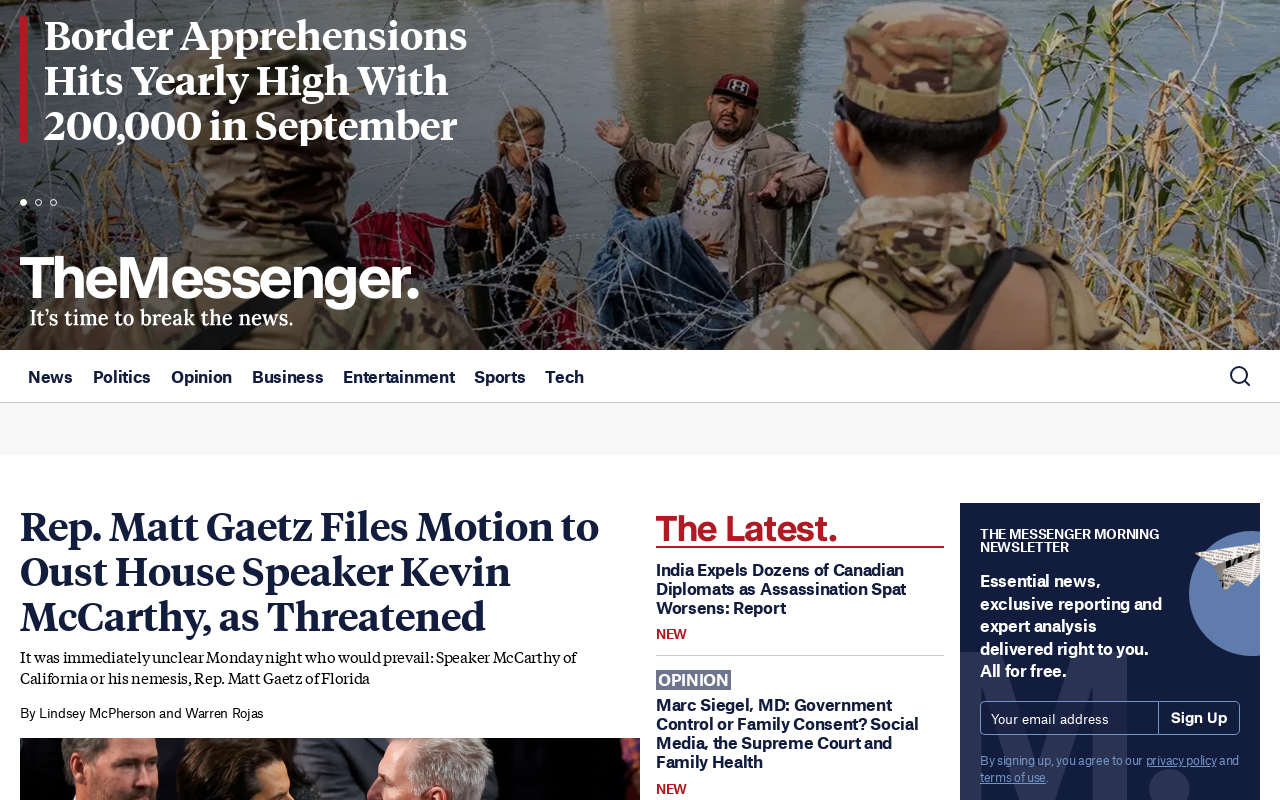 Border Apprehensions
Hits Yearly High With
200,000 in September
TheMessenger.
It's time to break the news.
News Politics Opinion Business Entertainment Sports Tech
Rep. Matt Gaetz Files Motion to
Oust House Speaker Kevin
McCarthy, as Threatened
It was immediately unclear Monday night who would prevail: Speaker McCarthy of
California or his nemesis, Rep. Matt Gaetz of Florida
By Lindsey McPherson and Warren Rojas
The Latest.
India Expels Dozens of Canadian
Diplomats as Assassination Spat
Worsens: Report
NEW
OPINION
Marc Siegel, MD: Government
Control or Family Consent? Social
Media, the Supreme Court and
Family Health
NEW
THE MESSENGER MORNING
NEWSLETTER
Essential news,
exclusive reporting and
expert analysis
delivered right to you.
All for free.
Your email address Sign Up
By signing up, you agree to our privacy policy and
terms of use.